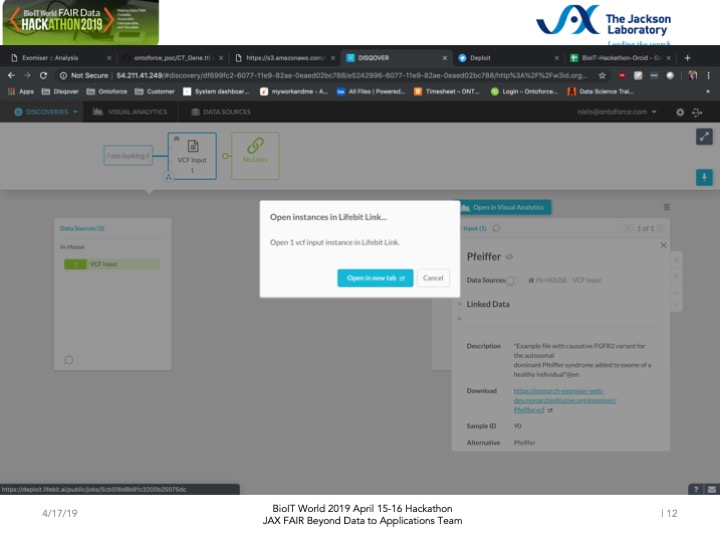 BioIT World FAIR Data
HACKATHON2019
The Jackson
Laboratory
Leading the search
Exomiser :: Analysis
ontoforce_poc/CT_Gene.ttl
https://s3.amazonaws.com/
DISQOVER
Deploit
BioIT-Hackathon-Orcid - G
Not Secure | 54.211.41.249/#discovery/df699fc2-6077-11e9-82ae-0eaed02bc788/e5242996-6077-11e9-82ae-0eaed02bc788/http%3A%2F%2Fw3id.org...
Apps
Disqover
Ontoforce
Customer
System dashboar...
myworkandme - A...
All Files | Powered...
Timesheet – ONT...
Login – Ontoforce...
Data Science Trai...
DISCOVERIES
VISUAL ANALYTICS
DATA SOURCES
niels@ontoforce.com
I am looking f
VCF Input
1
No Links
Open in Visual Analytics
Data Sources (1)
In-House
1 VCF Input
Input (1)
1 of 1
Open instances in Lifebit Link...
Open 1 vcf input instance in Lifebit Link.
Open in new tab
Cancel
Pfeiffer
Data Sources
IN-HOUSE: VCF Input
Linked Data
Description
"Example file with causative FGFR2 variant for
the autosomal
dominant Pfeiffer syndrome added to exome of a
healthy individual"@en
Download
https://monarch-exomiser-web-
dev.monarchinitiative.org/exomiser/
Pfeiffer.vcf
Sample ID
90
Alternative
Pfeiffer
https://deploit.lifebit.ai/public/jobs/5cb5f8d8b91c3200b26075dc
4/17/19
BioIT World 2019 April 15-16 Hackathon
JAX FAIR Beyond Data to Applications Team
| 12